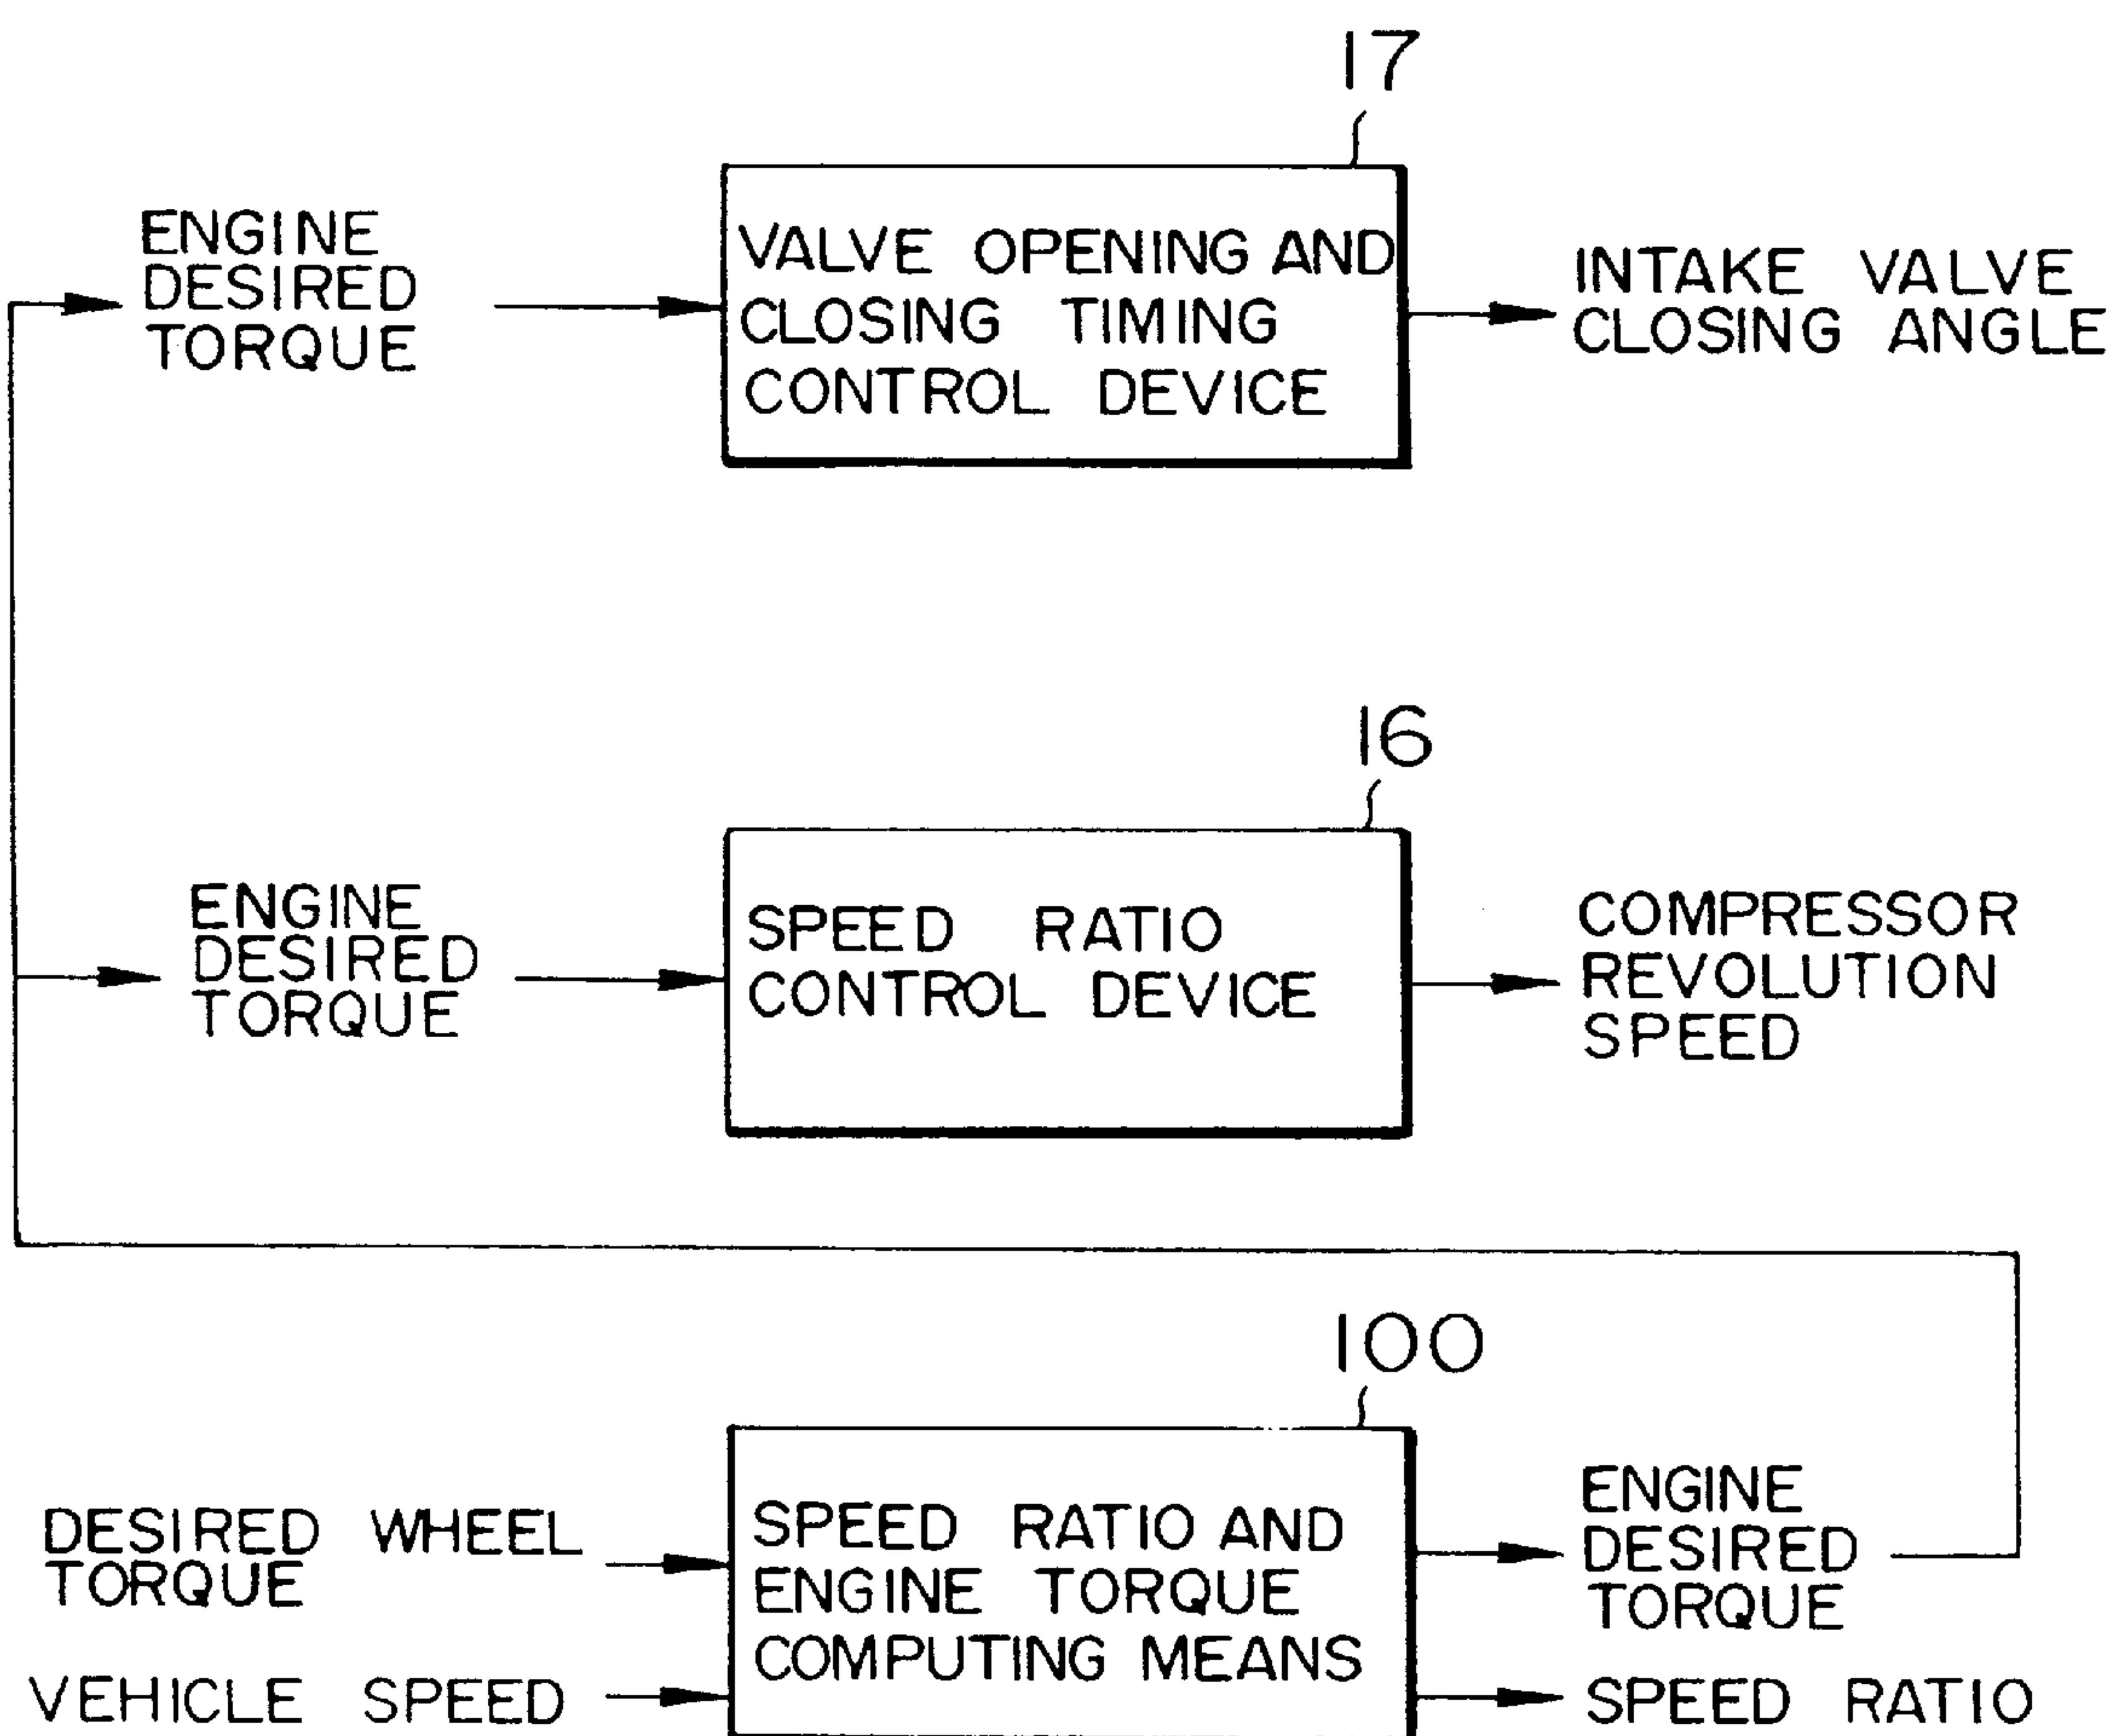 17
ENGINE
DESIRED
TORQUE
VALVE OPENING AND
CLOSING TIMING
CONTROL DEVICE
INTAKE VALVE
CLOSING ANGLE
16
ENGINE
DESIRED
TORQUE
SPEED RATIO
CONTROL DEVICE
COMPRESSOR
REVOLUTION
SPEED
100
DESIRED WHEEL
TORQUE
VEHICLE SPEED
SPEED RATIO AND
ENGINE TORQUE
COMPUTING MEANS
ENGINE
DESIRED
TORQUE
SPEED RATIO